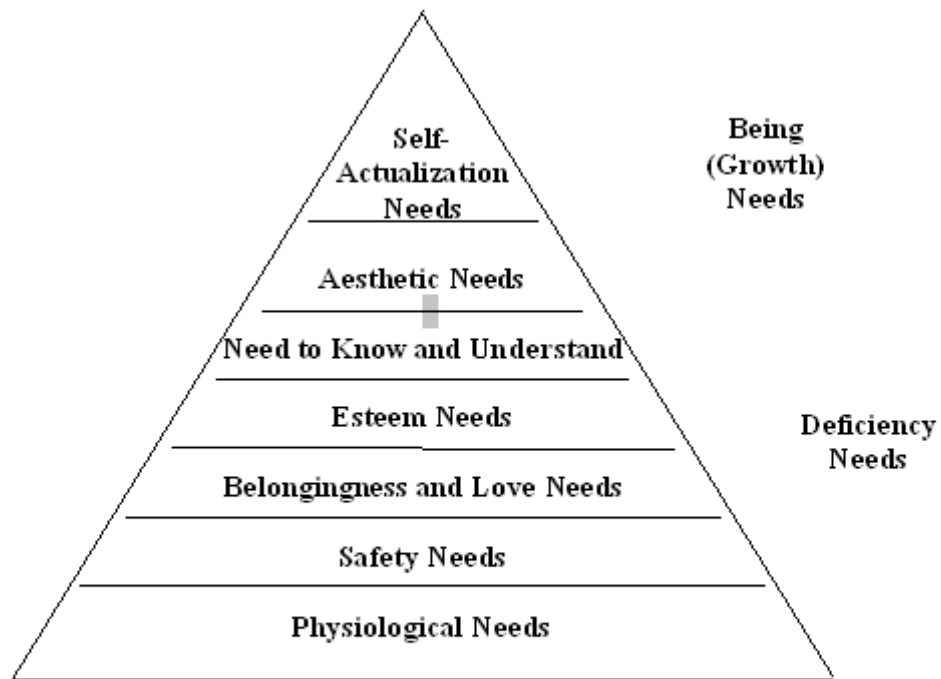 Self-
Actualization
Needs
Being
(Growth)
Needs
Aesthetic Needs
Need to Know and Understand
Esteem Needs
Deficiency
Needs
Belongingness and Love Needs
Safety Needs
Physiological Needs